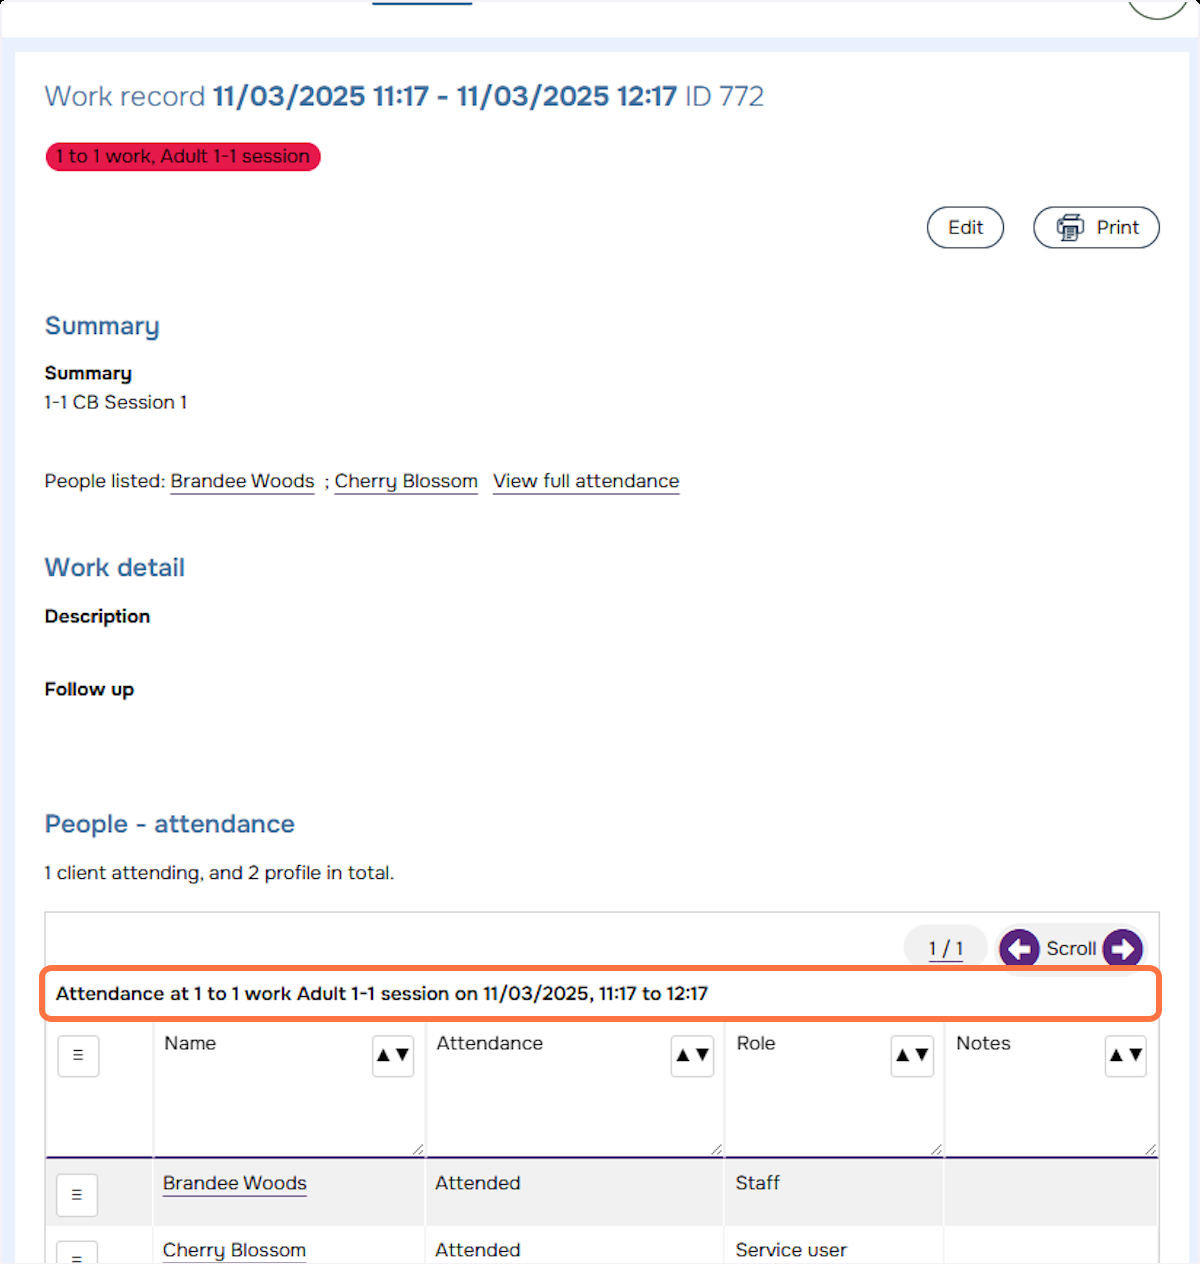 Work record 11/03/2025 11:17 - 11/03/2025 12:17 ID 772
1 to 1 work, Adult 1-1 session
Edit Print
Summary
Summary
1-1 CB Session 1
People listed: Brandee Woods ; Cherry Blossom View full attendance
Work detail
Description
Follow up
People - attendance
1 client attending, and 2 profile in total.
1 / 1 Scroll
Attendance at 1 to 1 work Adult 1-1 session on 11/03/2025, 11:17 to 12:17
Name Attendance Role Notes
Brandee Woods Attended Staff
Cherry Blossom Attended Service user